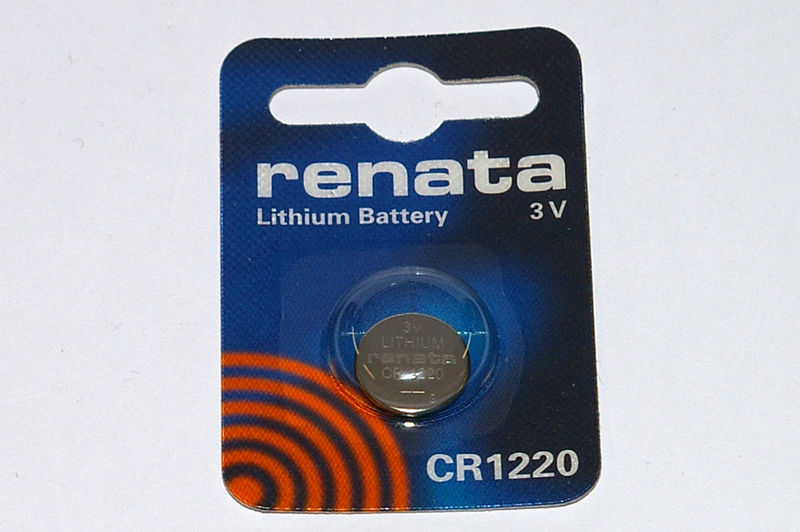 renata
Lithium Battery
3 V
3V
LITHIUM
renata
CR1220
CR1220